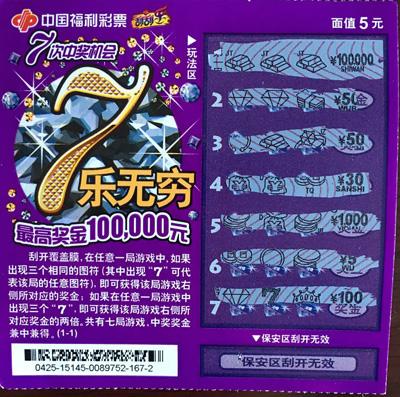 中国福利彩票 刮刮乐
面值 5 元
7次中奖机会
玩法区
7
乐无穷
最高奖金100,000元
刮开覆盖膜,在任意一局游戏中,如果
出现三个相同的图符(其中出现“7”可代
表该局的任意图符),即可获得该局游戏右
侧所对应的奖金;如果在任意一局游戏中
出现三个“7”,即可获得该局游戏右侧所
对应奖金的两倍。共有七局游戏,中奖奖金
兼中兼得。(1-1)
0425-15145-0089752-167-2
JT JT JT ¥100,000
SHIWAN
2 ¥50
3 ¥50
4 TQ ¥30
SANSHI
5 ¥1,000
6 ¥5
WU
7 7 ¥100
奖金
▼保安区刮开无效
保安区刮开无效